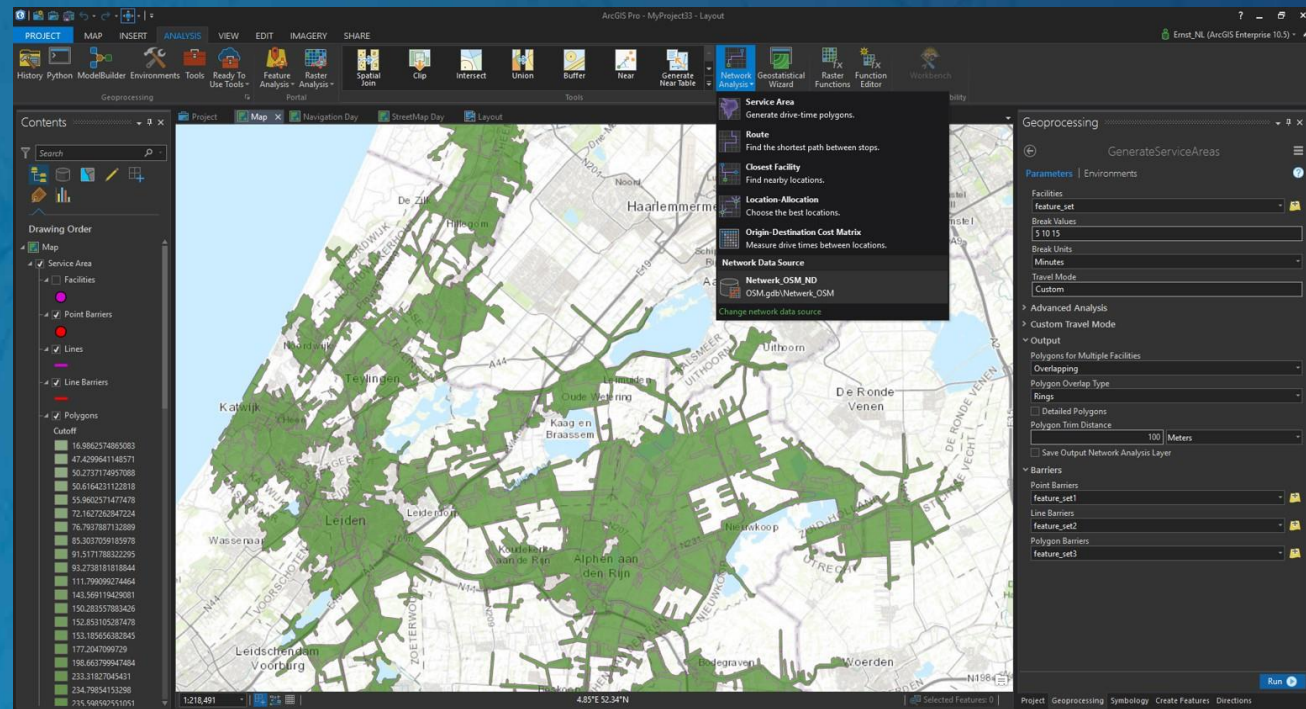 ArcGIS Pro - MyProject33 - Layout
?
PROJECT MAP INSERT ANALYSIS VIEW EDIT IMAGERY SHARE
Ernst_NL (ArcGIS Enterprise 10.5)
History Python ModelBuilder Environments Tools Ready To Use Tools Feature Analysis Raster Analysis Spatial Join Clip Intersect Union Buffer Near Generate Near Table Network Analysis Geostatistical Wizard Raster Functions Function Editor Workbench
Geoprocessing Portal Tools
Project Map Navigation Day StreetMap Day Layout
Contents
Search
Drawing Order
Map
Service Area
Facilities
Point Barriers
Lines
Line Barriers
Polygons
Cutoff
16.9862574865083
47.4299641148571
50.2737174957088
50.6164231122818
55.9602571477478
72.1627262847224
76.7937887132889
85.3037059185978
91.5171788322295
93.2738181818844
111.799099274464
143.569119429081
150.283557883426
152.853105287478
153.185656382845
177.2047099729
198.663799947484
233.31827045431
234.79854153298
235.598592551051
Noord
De Zilk
Haarlemmerme
Hillegom
N201
Noordwijk
Teylingen
A44
Leimuiden
Oude Wetering
Uithoorn
De Ronde
Venen
Katwijk
Kaag en
Braassem
Leiden
Leiderdorp
Wassenaar
Nieuwkoop
ZUID-HOLLAND
UTRECHT
Koudekerk
aan de Rijn
Alphen aan
den Rijn
Leidschendam
Voorburg
ZOETERWOUDE
Bodegraven
Woerden
N198
Service Area
Generate drive-time polygons.
Route
Find the shortest path between stops.
Closest Facility
Find nearby locations.
Location-Allocation
Choose the best locations.
Origin-Destination Cost Matrix
Measure drive times between locations.
Network Data Source
Netwerk_OSM_ND
OSM.gdb\Netwerk_OSM
Change network data source
1:218,491
4.85°E 52.34°N
Selected Features: 0
Geoprocessing
GenerateServiceAreas
Parameters | Environments
Facilities
feature_set
Break Values
5 10 15
Break Units
Minutes
Travel Mode
Custom
Advanced Analysis
Custom Travel Mode
Output
Polygons for Multiple Facilities
Overlapping
Polygon Overlap Type
Rings
Detailed Polygons
Polygon Trim Distance
100 Meters
Save Output Network Analysis Layer
Barriers
Point Barriers
feature_set1
Line Barriers
feature_set2
Polygon Barriers
feature_set3
Run
Project Geoprocessing Symbology Create Features Directions